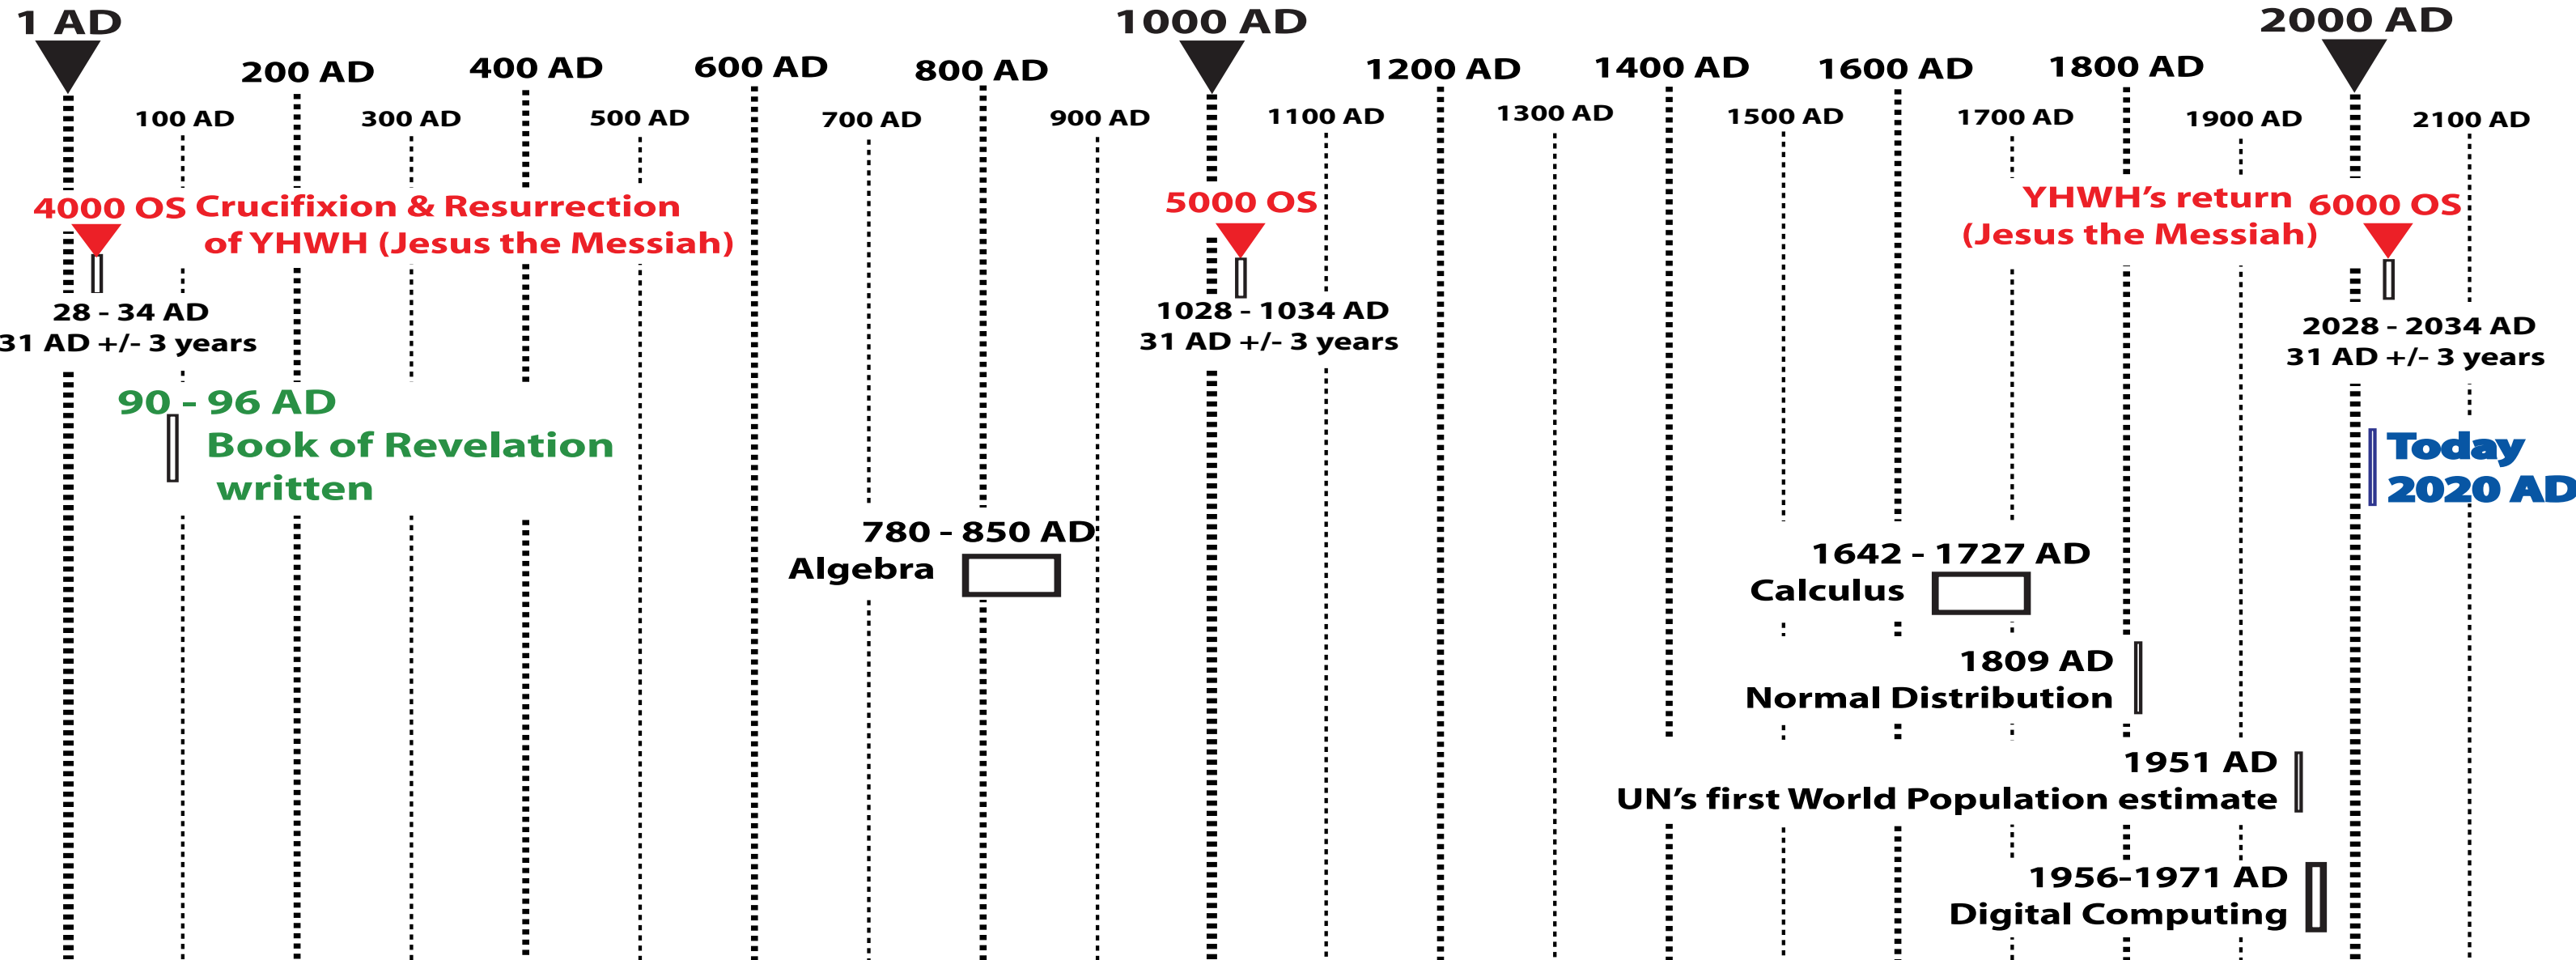 1 AD
1000 AD
2000 AD
200 AD
400 AD
600 AD
800 AD
1200 AD
1400 AD
1600 AD
1800 AD
100 AD
300 AD
500 AD
700 AD
900 AD
1100 AD
1300 AD
1500 AD
1700 AD
1900 AD
2100 AD
4000 OS
Crucifixion & Resurrection
of YHWH (Jesus the Messiah)
28 - 34 AD
31 AD +/- 3 years
5000 OS
1028 - 1034 AD
31 AD +/- 3 years
YHWH's return
(Jesus the Messiah)
6000 OS
2028 - 2034 AD
31 AD +/- 3 years
90 - 96 AD
Book of Revelation
written
Today
2020 AD
780 - 850 AD
Algebra
1642 - 1727 AD
Calculus
1809 AD
Normal Distribution
1951 AD
UN's first World Population estimate
1956-1971 AD
Digital Computing